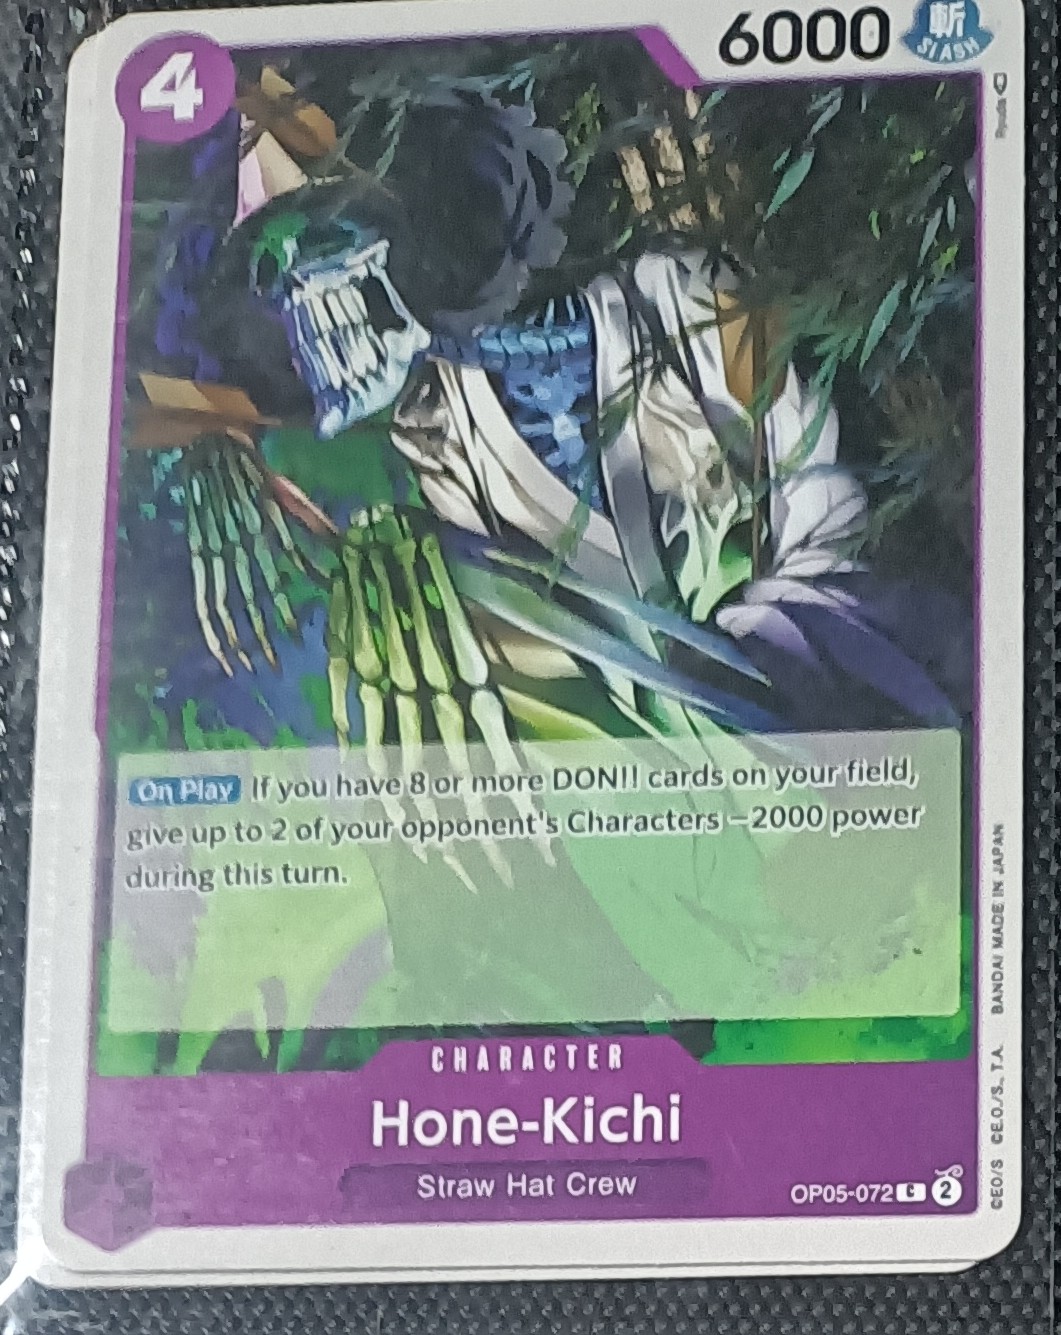 4
6000
斬
SLASH
On Play If you have 8 or more DON!! cards on your field,
give up to 2 of your opponent's Characters −2000 power
during this turn.
CHARACTER
Hone-Kichi
Straw Hat Crew
OP05-072 C 2
©EO/S ©E.O./S., T.A. BANDAI MADE IN JAPAN